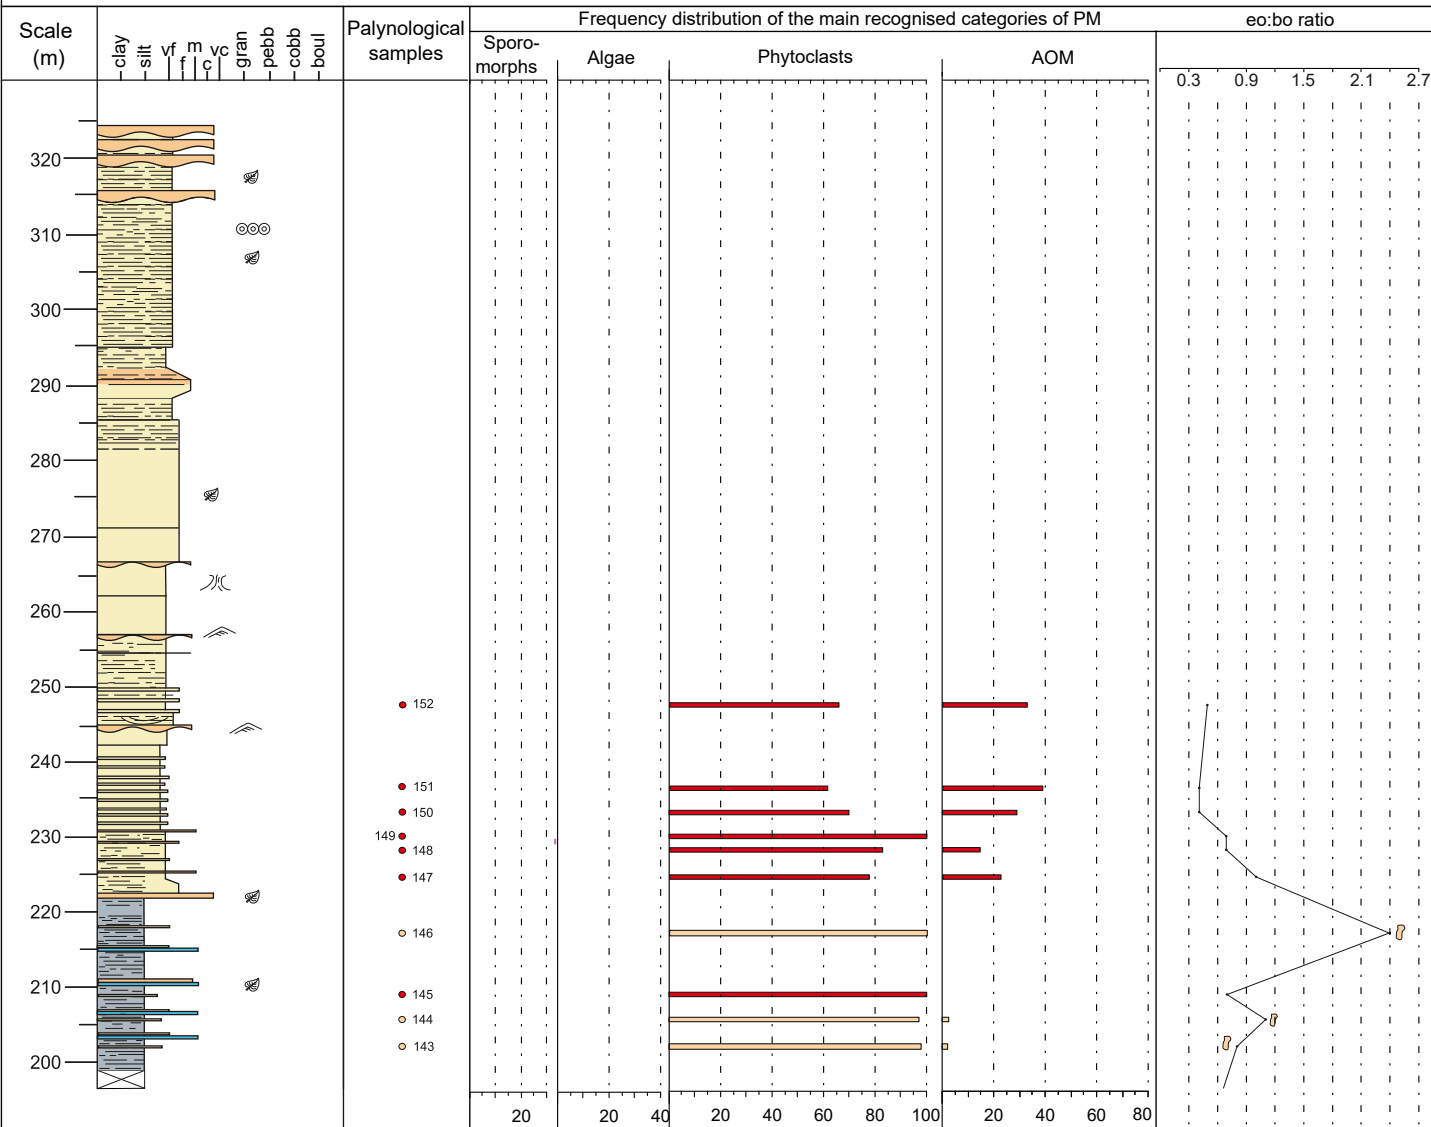 Scale
(m)
clay
silt
vf
f
m
c
vc
gran
pebb
cobb
boul
Palynological
samples
Frequency distribution of the main recognised categories of PM
Sporo-
morphs
Algae
Phytoclasts
AOM
eo:bo ratio
0.3 0.9 1.5 2.1 2.7
320
310
300
290
280
270
260
250
240
230
220
210
200
152
151
150
149
148
147
146
145
144
143
20 20 40 20 40 60 80 100 20 40 60 80